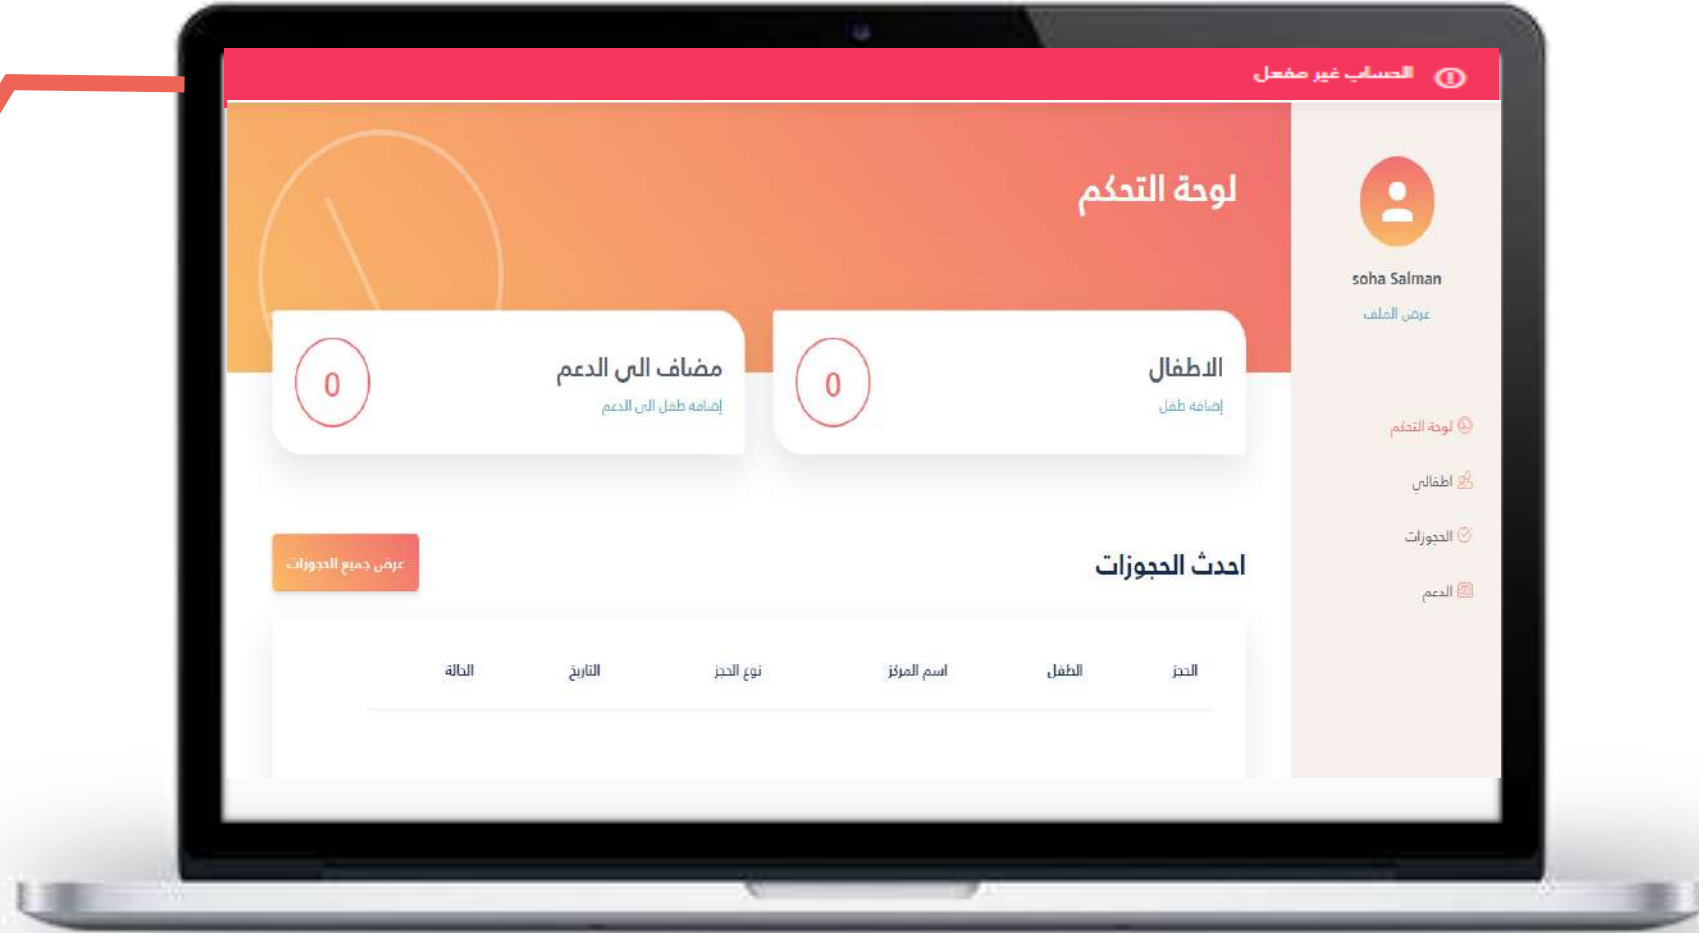 الحساب غير مفعل
soha Salman
عرض الملف
لوحة التحكم
اطفالي
الحجوزات
الدعم
لوحة التحكم
الاطفال
إضافة طفل
0
مضاف الى الدعم
إضافة طفل الى الدعم
0
احدث الحجوزات
عرض جميع الحجوزات
الحجز الطفل اسم المركز نوع الحجز التاريخ الحالة